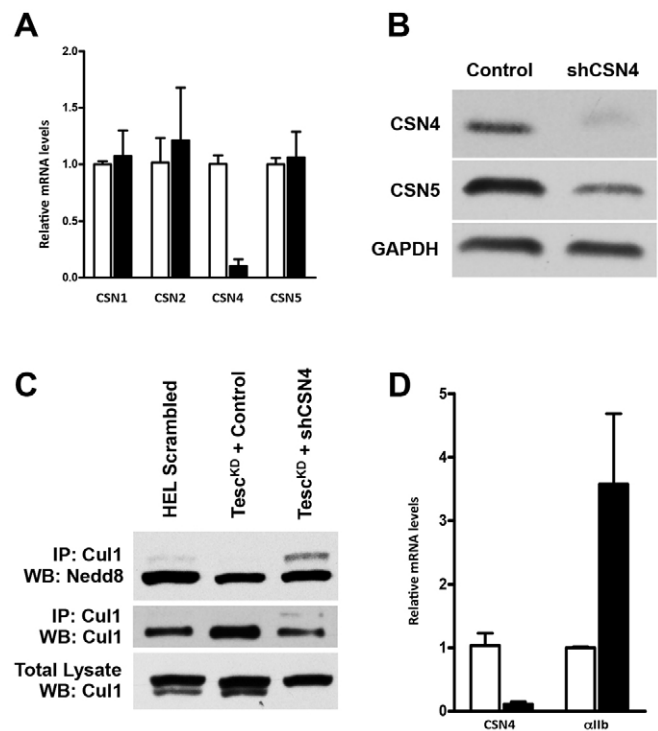 A
Relative mRNA levels
2.0
1.5
1.0
0.5
0.0
CSN1 CSN2 CSN4 CSN5
B
Control shCSN4
CSN4
CSN5
GAPDH
C
HEL Scrambled
Tesc^KD + Control
Tesc^KD + shCSN4
IP: Cul1
WB: Nedd8
IP: Cul1
WB: Cul1
Total Lysate
WB: Cul1
D
Relative mRNA levels
5
4
3
2
1
0
CSN4 αIIb